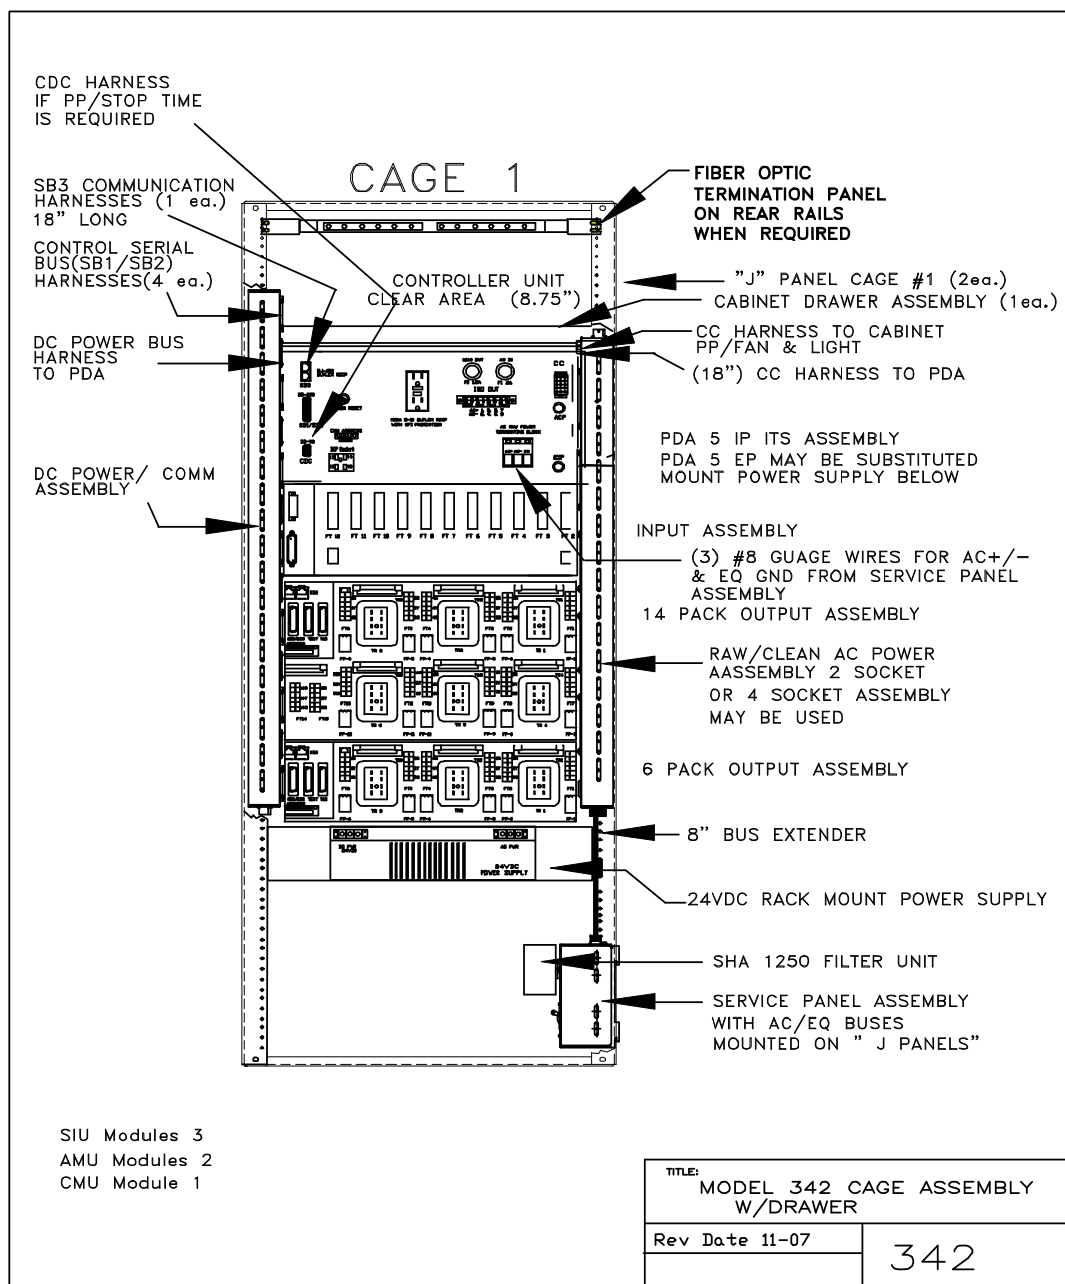 CDC HARNESS
IF PP/STOP TIME
IS REQUIRED
CAGE 1
SB3 COMMUNICATION
HARNESSES (1 ea.)
18" LONG
CONTROL SERIAL
BUS(SB1/SB2)
HARNESSES(4 ea.)
DC POWER BUS
HARNESS
TO PDA
DC POWER/ COMM
ASSEMBLY
CONTROLLER UNIT
CLEAR AREA (8.75")
FIBER OPTIC
TERMINATION PANEL
ON REAR RAILS
WHEN REQUIRED
"J" PANEL CAGE #1 (2ea.)
CABINET DRAWER ASSEMBLY (1ea.)
CC HARNESS TO CABINET
PP/FAN & LIGHT
(18") CC HARNESS TO PDA
PDA 5 IP ITS ASSEMBLY
PDA 5 EP MAY BE SUBSTITUTED
MOUNT POWER SUPPLY BELOW
INPUT ASSEMBLY
(3) #8 GUAGE WIRES FOR AC+/-
& EQ GND FROM SERVICE PANEL
ASSEMBLY
14 PACK OUTPUT ASSEMBLY
RAW/CLEAN AC POWER
AASSEMBLY 2 SOCKET
OR 4 SOCKET ASSEMBLY
MAY BE USED
6 PACK OUTPUT ASSEMBLY
8" BUS EXTENDER
24VDC RACK MOUNT POWER SUPPLY
SHA 1250 FILTER UNIT
SERVICE PANEL ASSEMBLY
WITH AC/EQ BUSES
MOUNTED ON " J PANELS"
CC
ISO OUT
ACP
CDC
POWER SUPPLY
SIU Modules 3
AMU Modules 2
CMU Module 1
TITLE:
MODEL 342 CAGE ASSEMBLY
W/DRAWER
Rev Date 11-07
342